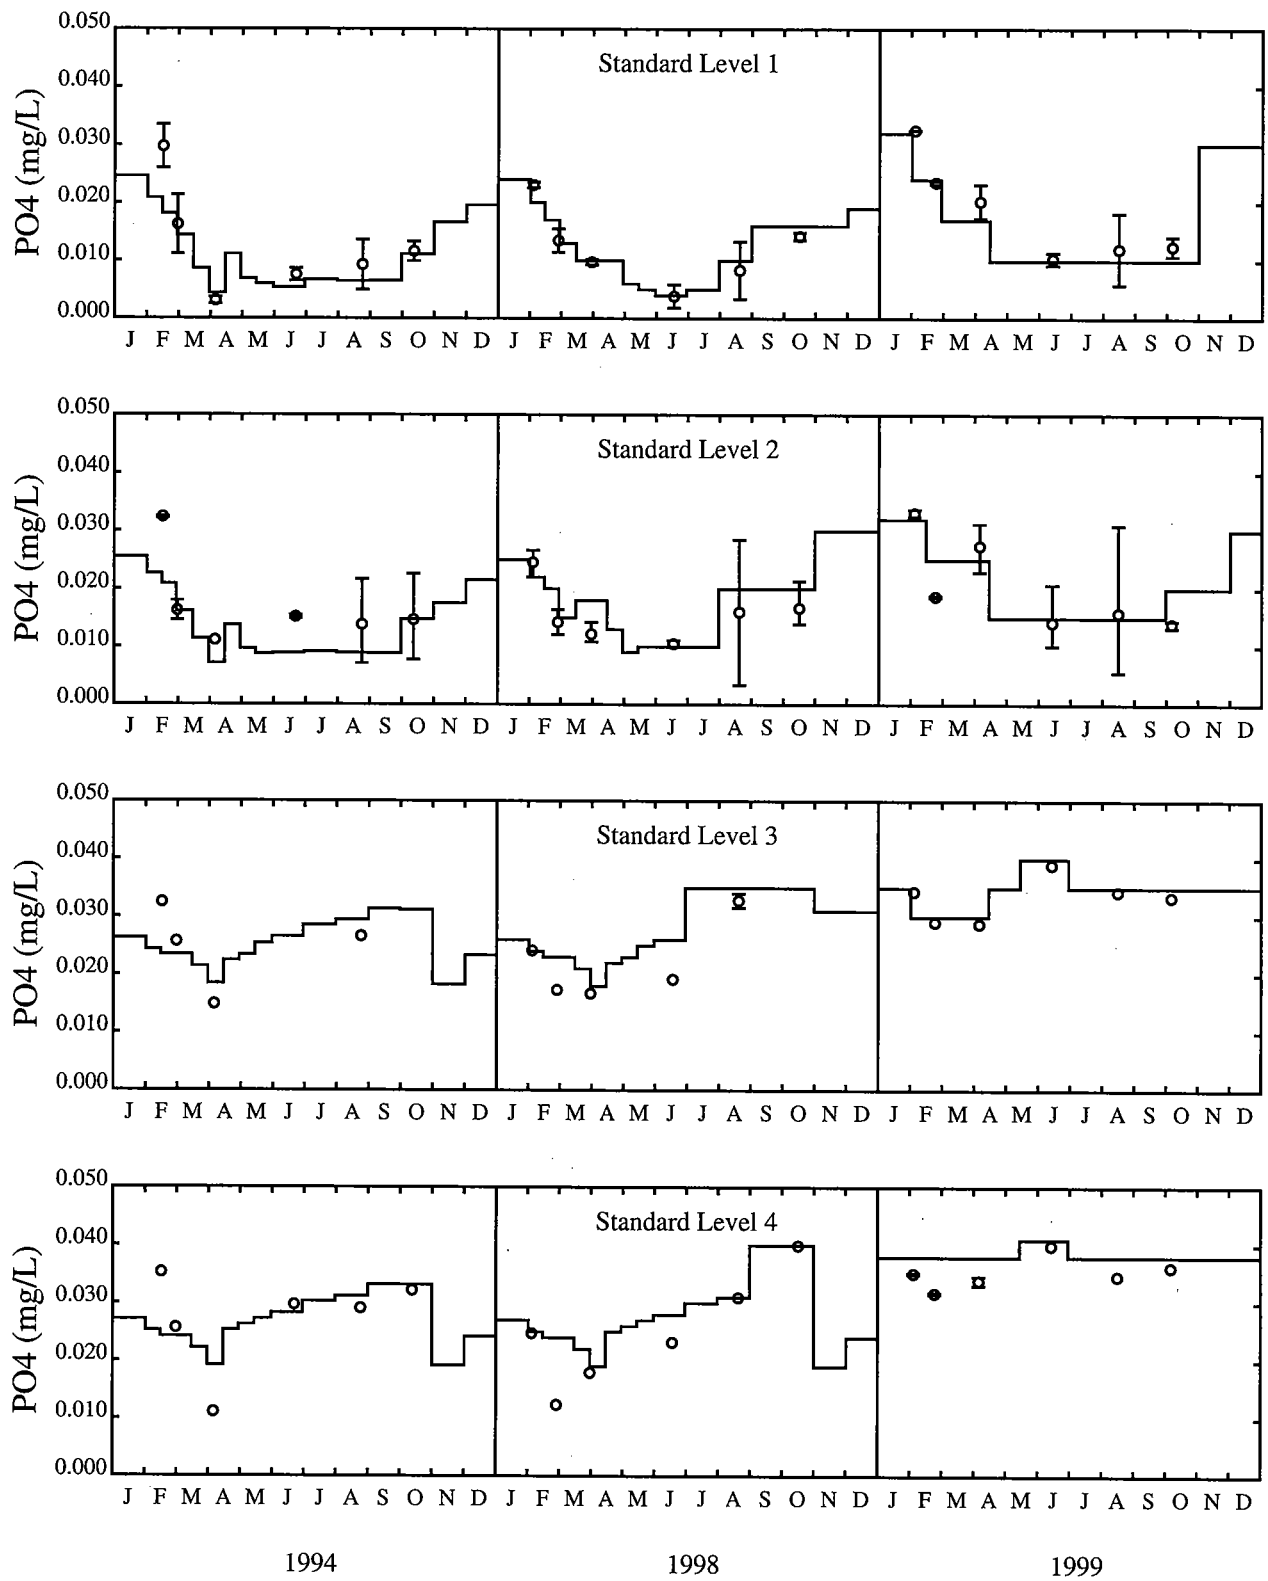 0.050
Standard Level 1
0.040
0.030
0.020
0.010
0.000
PO4 (mg/L)
J F M A M J J A S O N D J F M A M J J A S O N D J F M A M J J A S O N D
0.050
Standard Level 2
0.040
0.030
0.020
0.010
0.000
PO4 (mg/L)
J F M A M J J A S O N D J F M A M J J A S O N D J F M A M J J A S O N D
0.050
Standard Level 3
0.040
0.030
0.020
0.010
0.000
PO4 (mg/L)
J F M A M J J A S O N D J F M A M J J A S O N D J F M A M J J A S O N D
0.050
Standard Level 4
0.040
0.030
0.020
0.010
0.000
PO4 (mg/L)
J F M A M J J A S O N D J F M A M J J A S O N D J F M A M J J A S O N D
1994 1998 1999